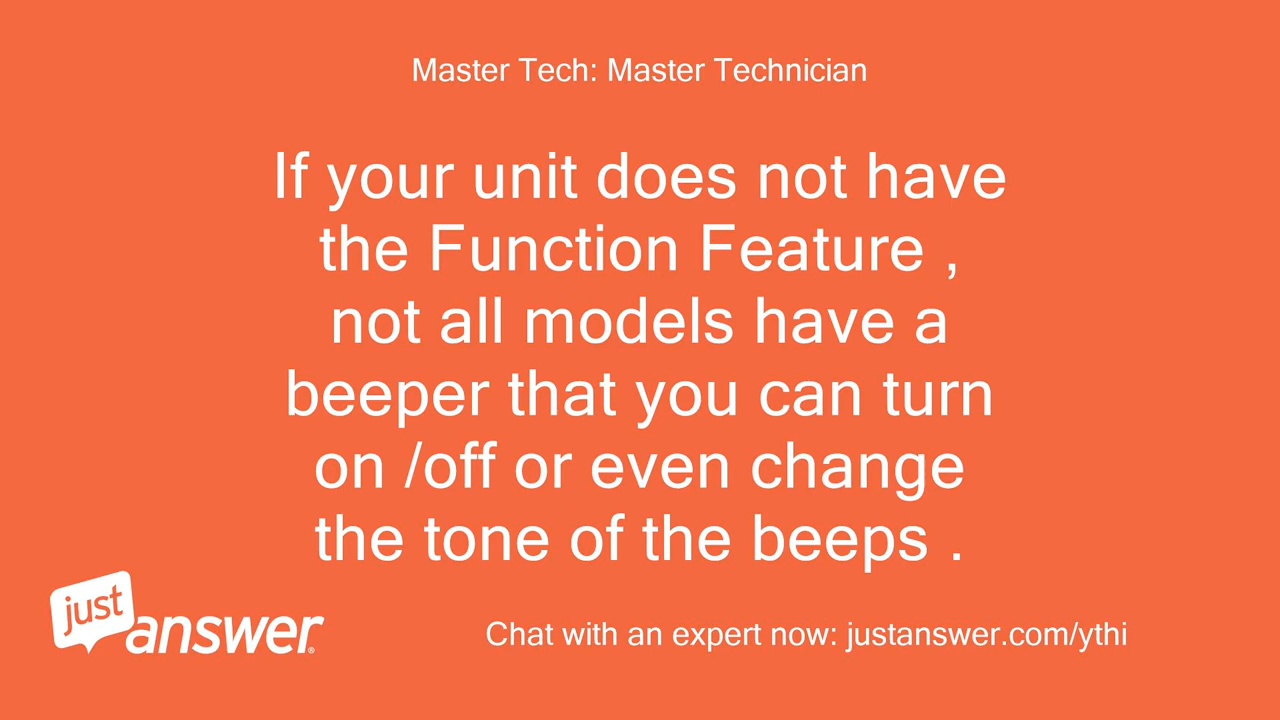 Master Tech: Master Technician
If your unit does not have
the Function Feature ,
not all models have a
beeper that you can turn
on /off or even change
the tone of the beeps .
just
answer®
Chat with an expert now: justanswer.com/ythi